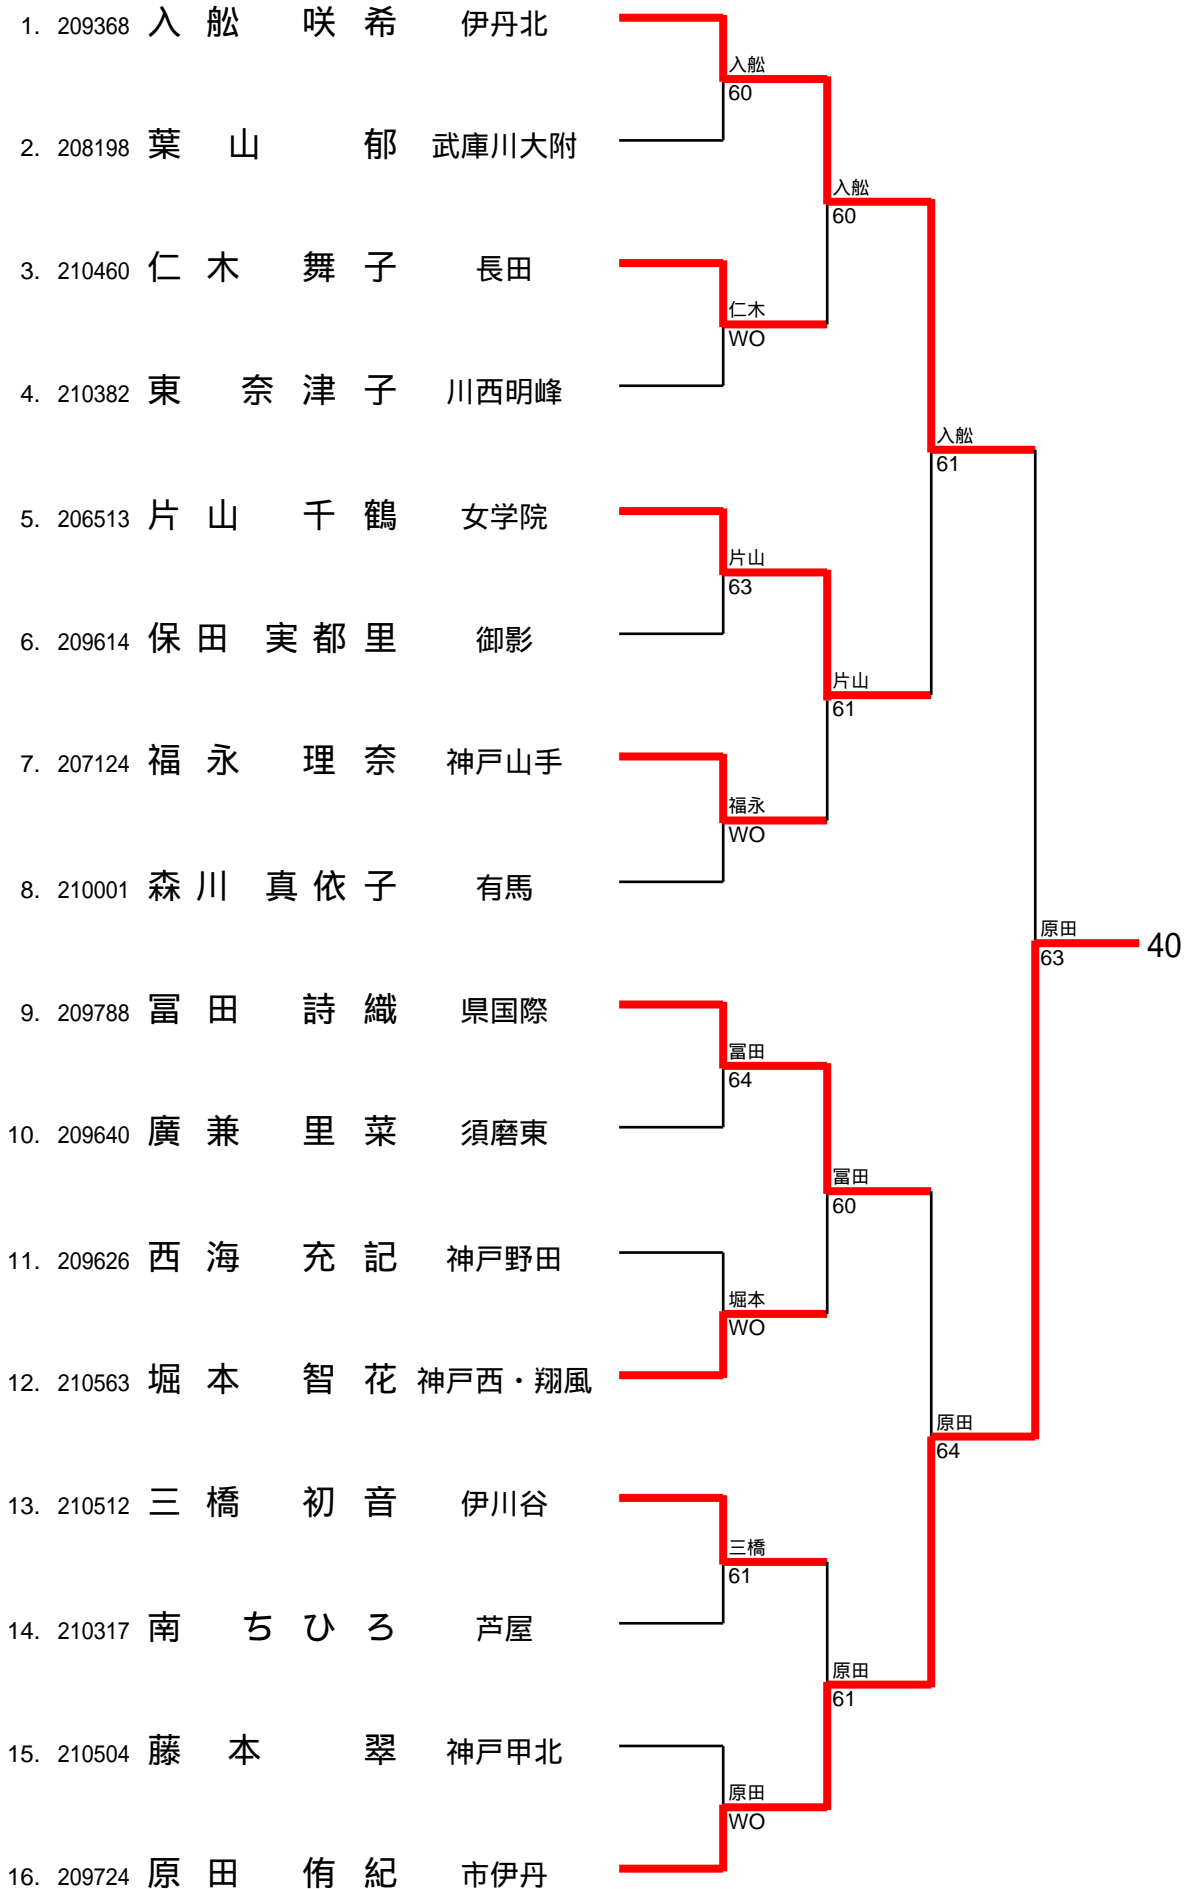 1. 209368 入舩 咲希 伊丹北
入舩
60
2. 208198 葉山 郁 武庫川大附
入舩
60
3. 210460 仁木 舞子 長田
仁木
WO
4. 210382 東 奈津子 川西明峰
入舩
61
5. 206513 片山 千鶴 女学院
片山
63
6. 209614 保田 実都里 御影
片山
61
7. 207124 福永 理奈 神戸山手
福永
WO
8. 210001 森川 真依子 有馬
原田
63
40
9. 209788 冨田 詩織 県国際
冨田
64
10. 209640 廣兼 里菜 須磨東
冨田
60
11. 209626 西海 充記 神戸野田
堀本
WO
12. 210563 堀本 智花 神戸西・翔風
原田
64
13. 210512 三橋 初音 伊川谷
三橋
61
14. 210317 南 ちひろ 芦屋
原田
61
15. 210504 藤本 翠 神戸甲北
原田
WO
16. 209724 原田 侑紀 市伊丹